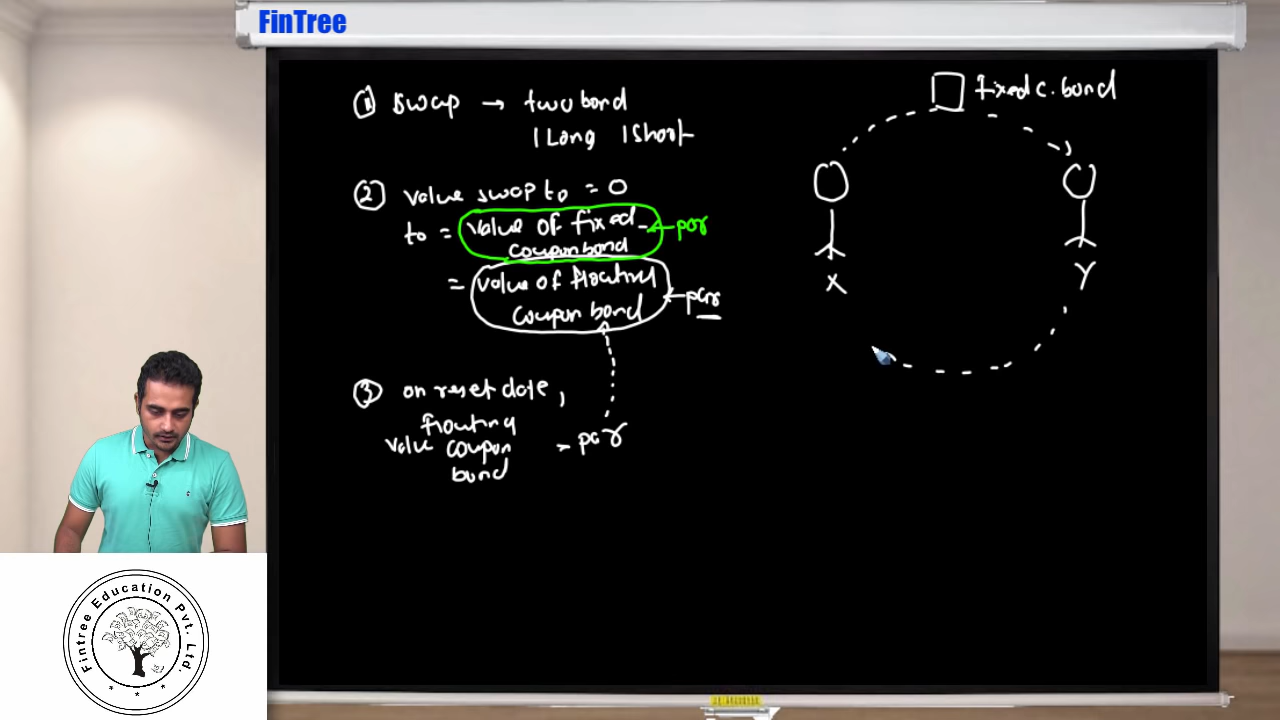 FinTree
① Swap → two bond
1 Long 1 Short
② value swap t0 = 0
t0 = value of fixed ← par
coupon bond
= value of floating
coupon bond ← par
③ on reset date,
floating
value coupon = par
bond
fixed c. bond
X Y
Fintree Education Pvt. Ltd.